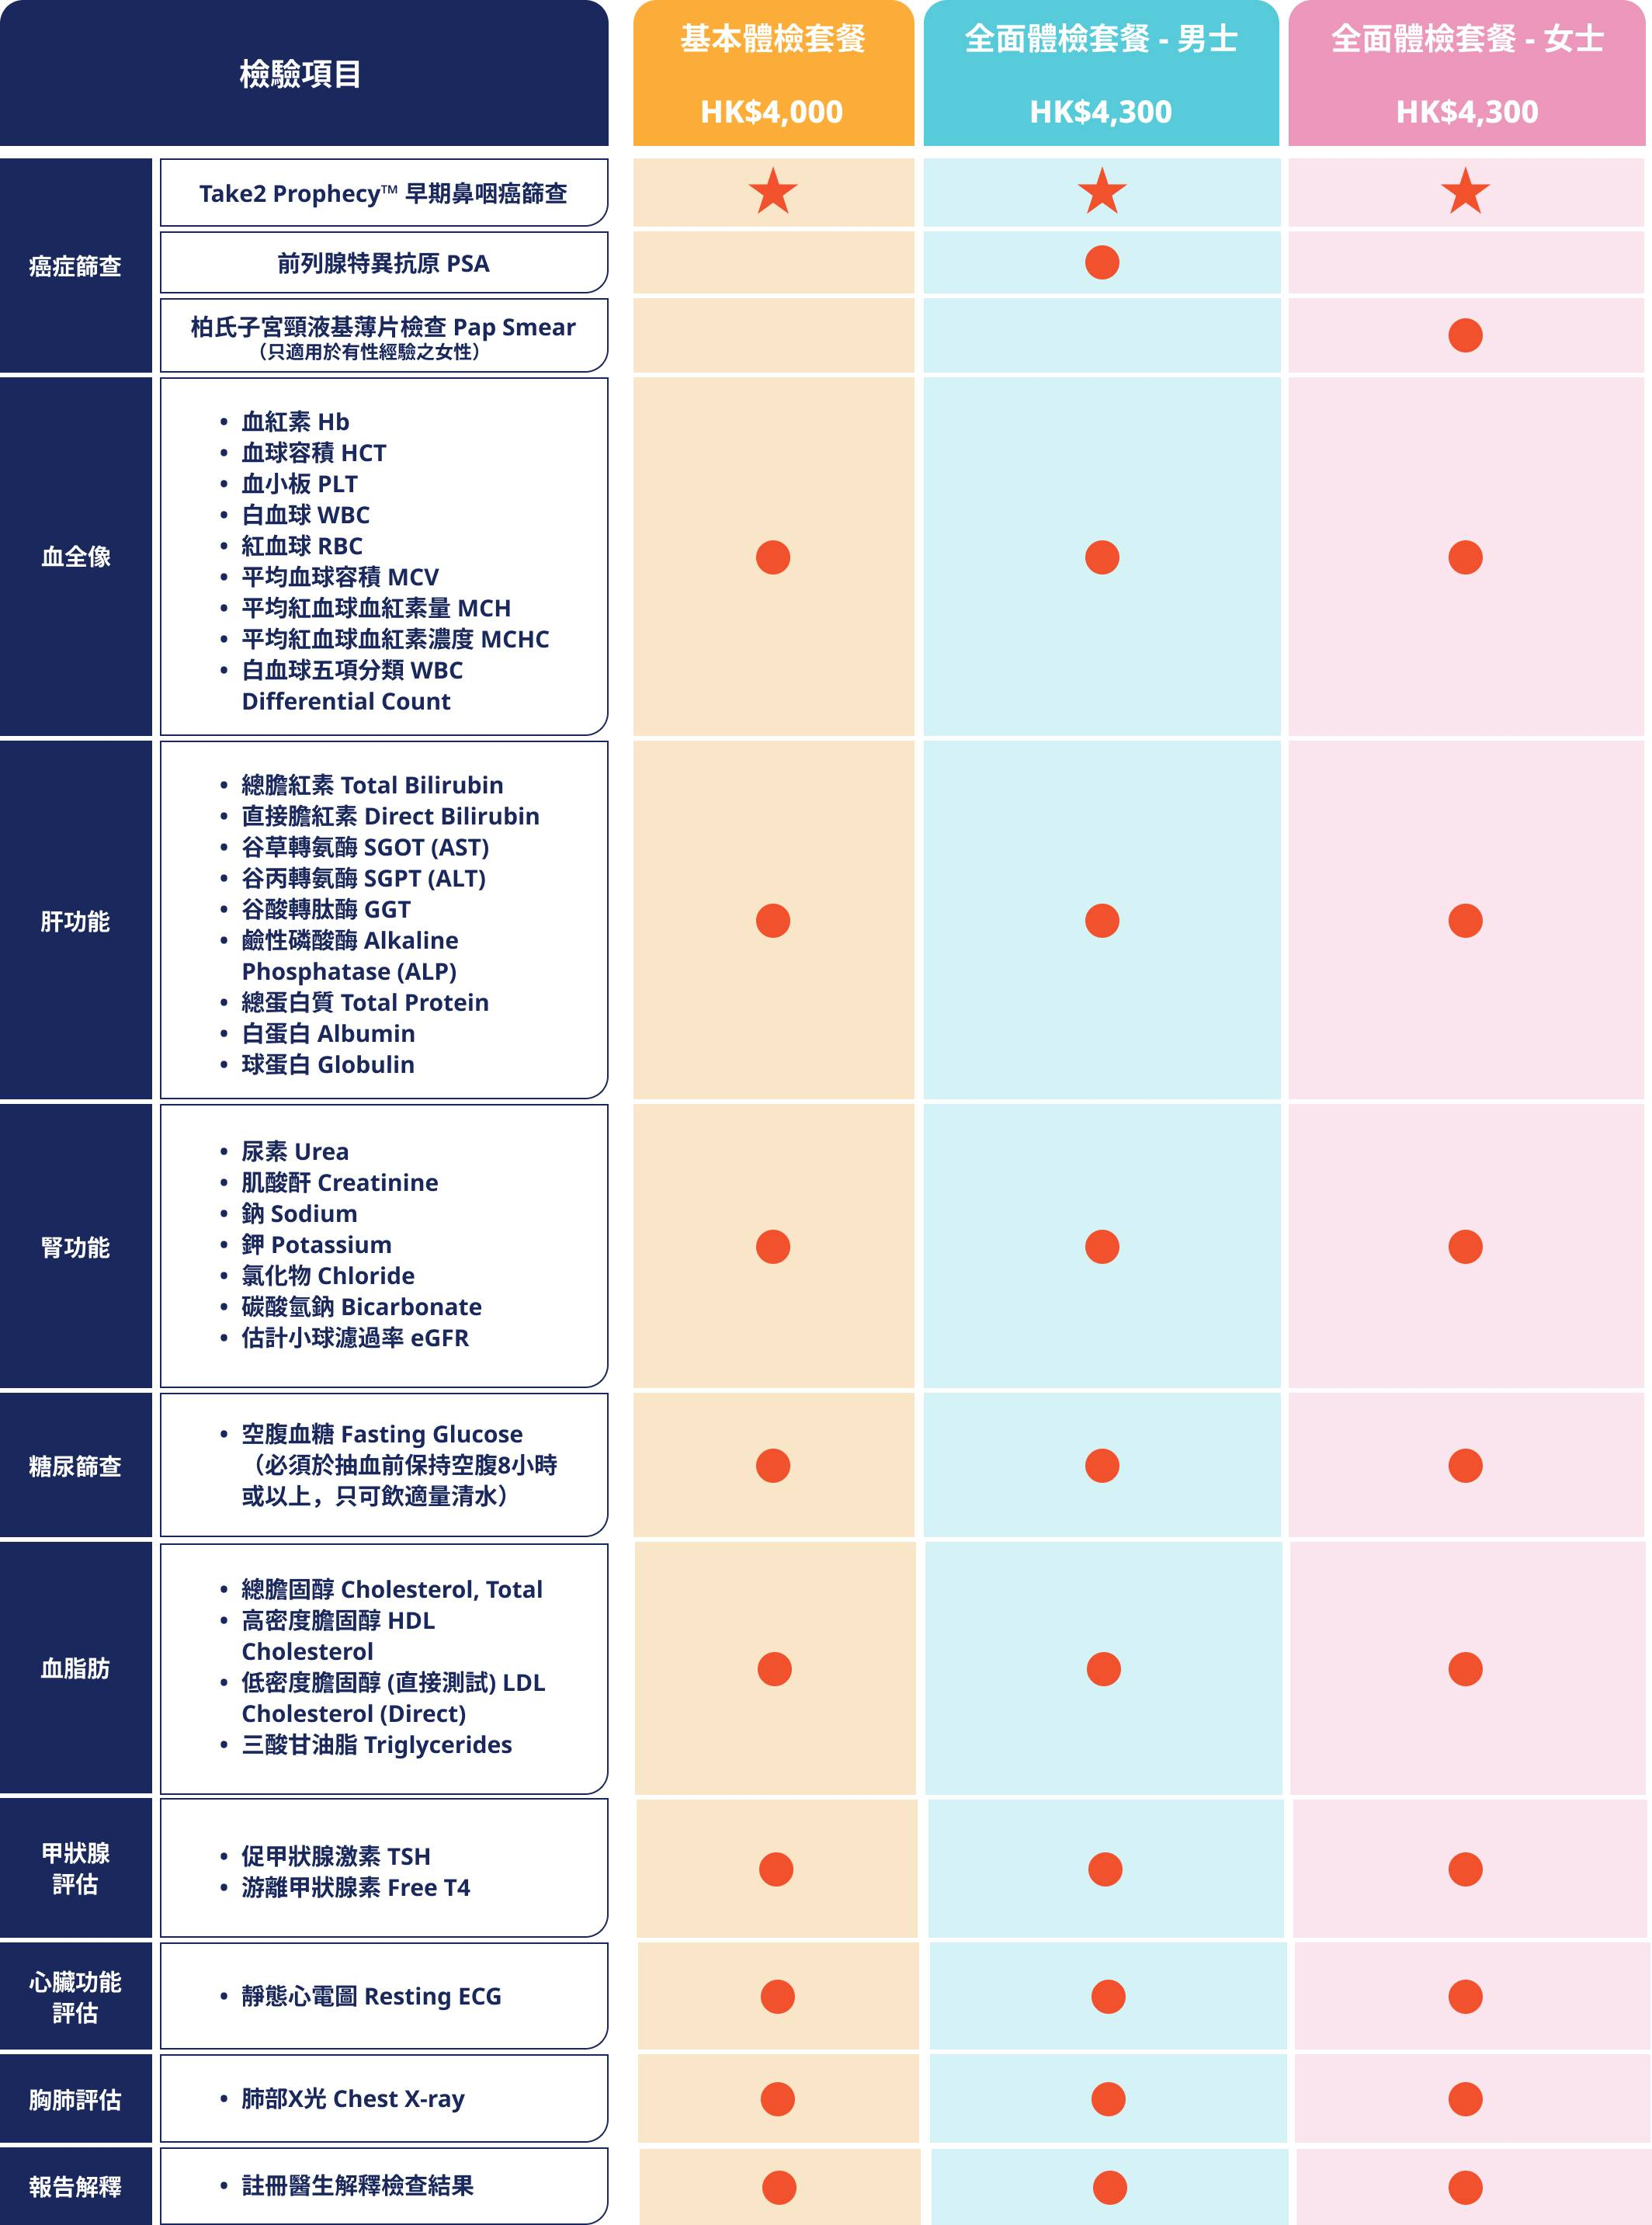 檢驗項目
基本體檢套餐
HK$4,000
全面體檢套餐 - 男士
HK$4,300
全面體檢套餐 - 女士
HK$4,300
癌症篩查
Take2 Prophecy™ 早期鼻咽癌篩查
前列腺特異抗原 PSA
柏氏子宮頸液基薄片檢查 Pap Smear
（只適用於有性經驗之女性）
血全像
• 血紅素 Hb
• 血球容積 HCT
• 血小板 PLT
• 白血球 WBC
• 紅血球 RBC
• 平均血球容積 MCV
• 平均紅血球血紅素量 MCH
• 平均紅血球血紅素濃度 MCHC
• 白血球五項分類 WBC
Differential Count
肝功能
• 總膽紅素 Total Bilirubin
• 直接膽紅素 Direct Bilirubin
• 谷草轉氨酶 SGOT (AST)
• 谷丙轉氨酶 SGPT (ALT)
• 谷酸轉肽酶 GGT
• 鹼性磷酸酶 Alkaline
Phosphatase (ALP)
• 總蛋白質 Total Protein
• 白蛋白 Albumin
• 球蛋白 Globulin
腎功能
• 尿素 Urea
• 肌酸酐 Creatinine
• 鈉 Sodium
• 鉀 Potassium
• 氯化物 Chloride
• 碳酸氫鈉 Bicarbonate
• 估計小球濾過率 eGFR
糖尿篩查
• 空腹血糖 Fasting Glucose
（必須於抽血前保持空腹8小時
或以上，只可飲適量清水）
血脂肪
• 總膽固醇 Cholesterol, Total
• 高密度膽固醇 HDL
Cholesterol
• 低密度膽固醇 (直接測試) LDL
Cholesterol (Direct)
• 三酸甘油脂 Triglycerides
甲狀腺
評估
• 促甲狀腺激素 TSH
• 游離甲狀腺素 Free T4
心臟功能
評估
• 靜態心電圖 Resting ECG
胸肺評估
• 肺部X光 Chest X-ray
報告解釋
• 註冊醫生解釋檢查結果